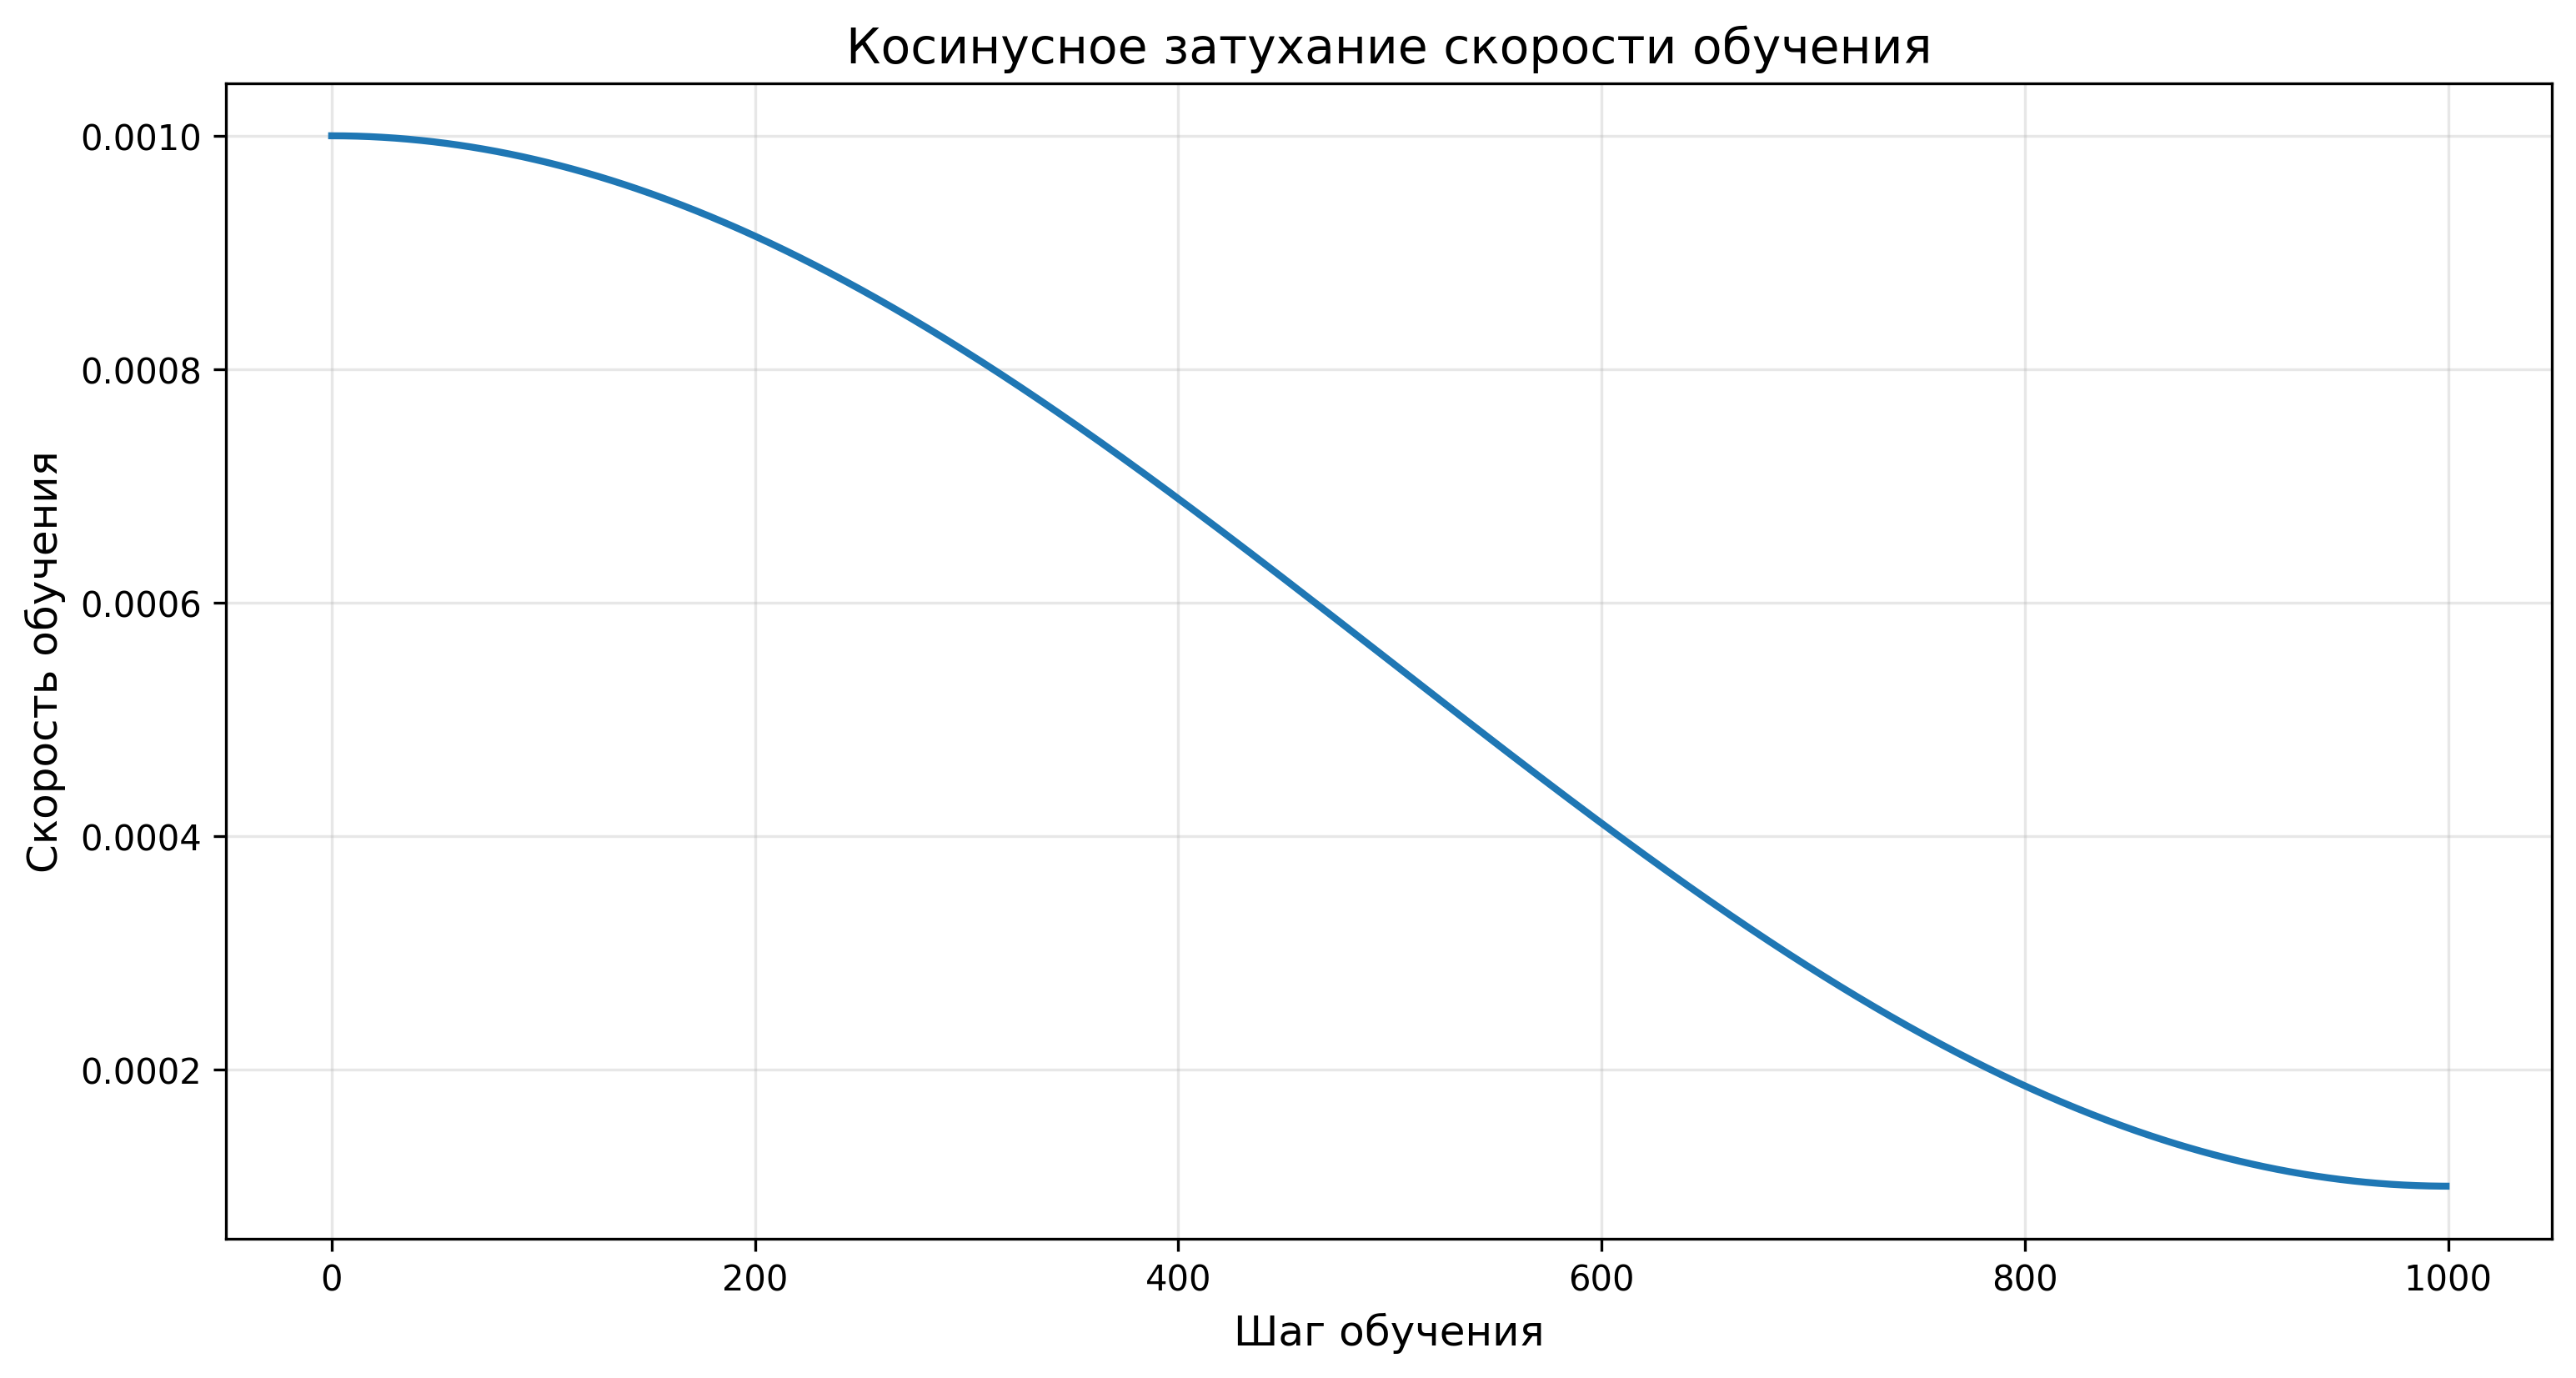 Косинусное затухание скорости обучения
Скорость обучения
0.0010
0.0008
0.0006
0.0004
0.0002
0 200 400 600 800 1000
Шаг обучения